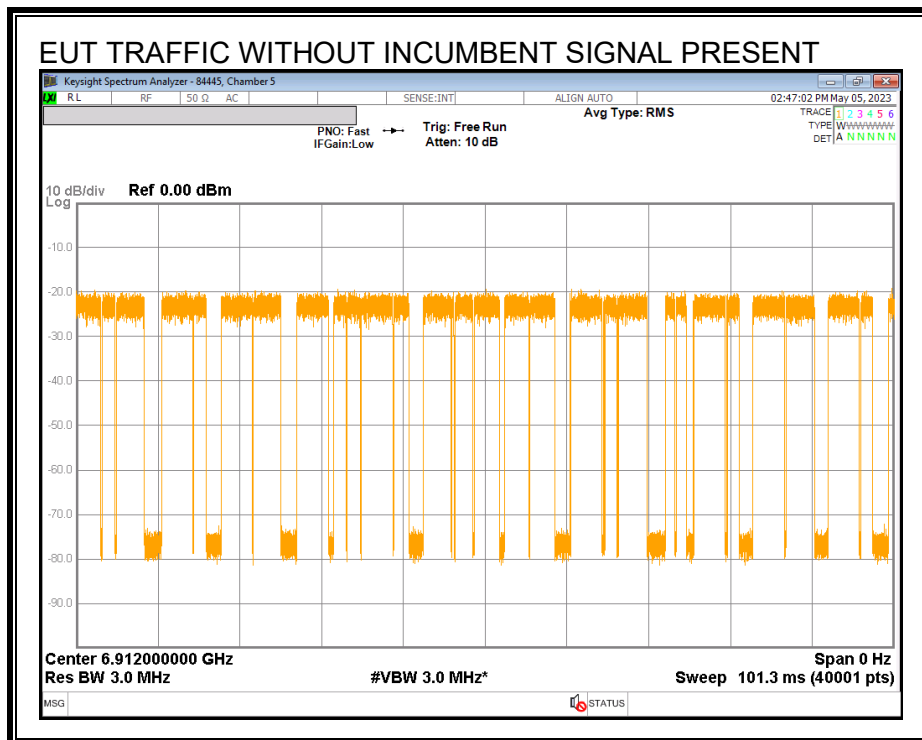 EUT TRAFFIC WITHOUT INCUMBENT SIGNAL PRESENT
Keysight Spectrum Analyzer - 84445, Chamber 5
LXI RL RF 50 Ω AC SENSE:INT ALIGN AUTO 02:47:02 PM May 05, 2023
Avg Type: RMS TRACE 1 2 3 4 5 6
PNO: Fast Trig: Free Run TYPE WWWWWW
IFGain:Low Atten: 10 dB DET A N N N N N
10 dB/div Ref 0.00 dBm
Log
-10.0
-20.0
-30.0
-40.0
-50.0
-60.0
-70.0
-80.0
-90.0
Center 6.912000000 GHz Span 0 Hz
Res BW 3.0 MHz #VBW 3.0 MHz* Sweep 101.3 ms (40001 pts)
MSG STATUS